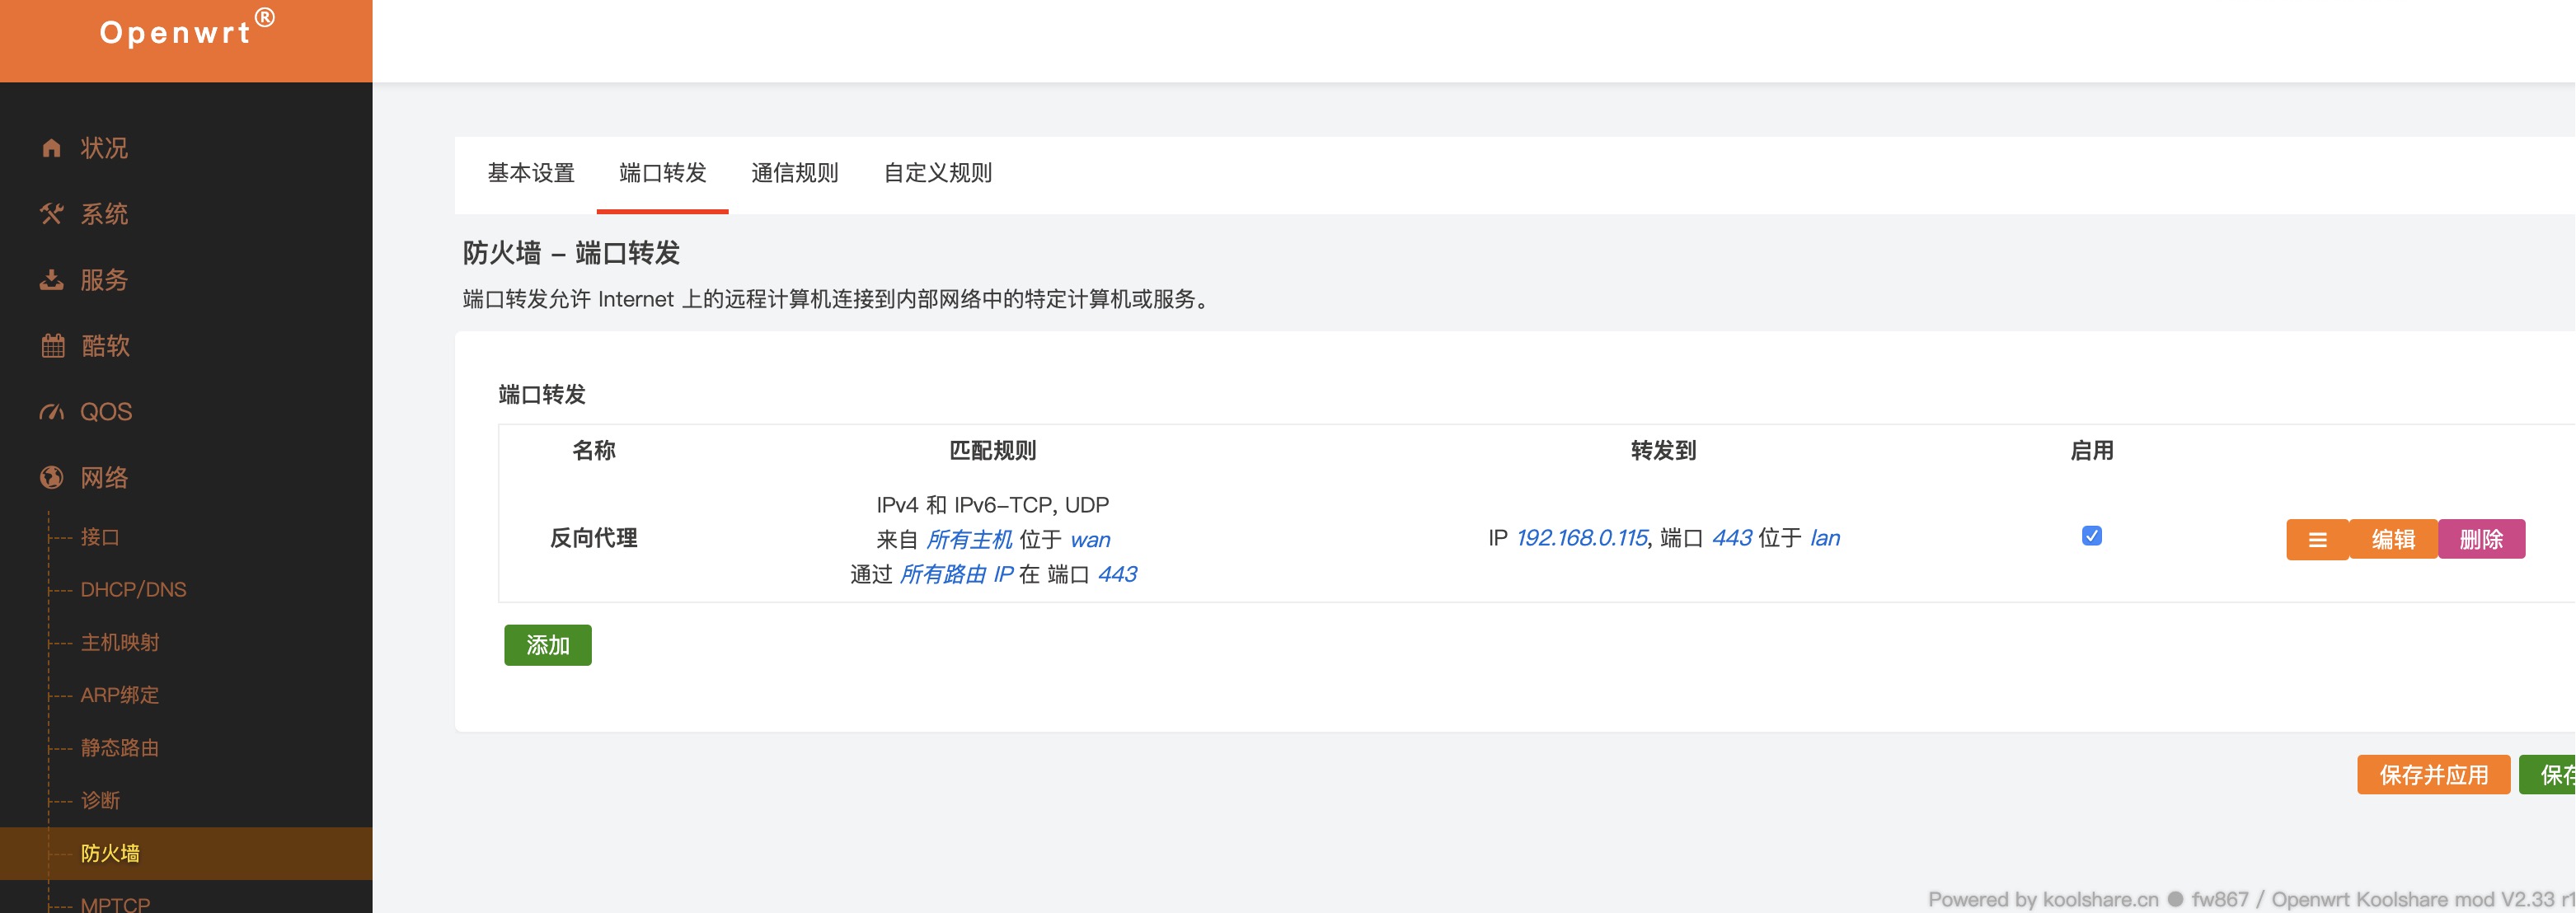 Openwrt®
状况
系统
服务
酷软
QOS
网络
接口
DHCP/DNS
主机映射
ARP绑定
静态路由
诊断
防火墙
MPTCP
基本设置 端口转发 通信规则 自定义规则
防火墙 – 端口转发
端口转发允许 Internet 上的远程计算机连接到内部网络中的特定计算机或服务。
端口转发
名称 匹配规则 转发到 启用
反向代理
IPv4 和 IPv6-TCP, UDP
来自 所有主机 位于 wan
通过 所有路由 IP 在 端口 443
IP 192.168.0.115, 端口 443 位于 lan
编辑 删除
添加
保存并应用 保存
Powered by koolshare.cn ● fw867 / Openwrt Koolshare mod V2.33